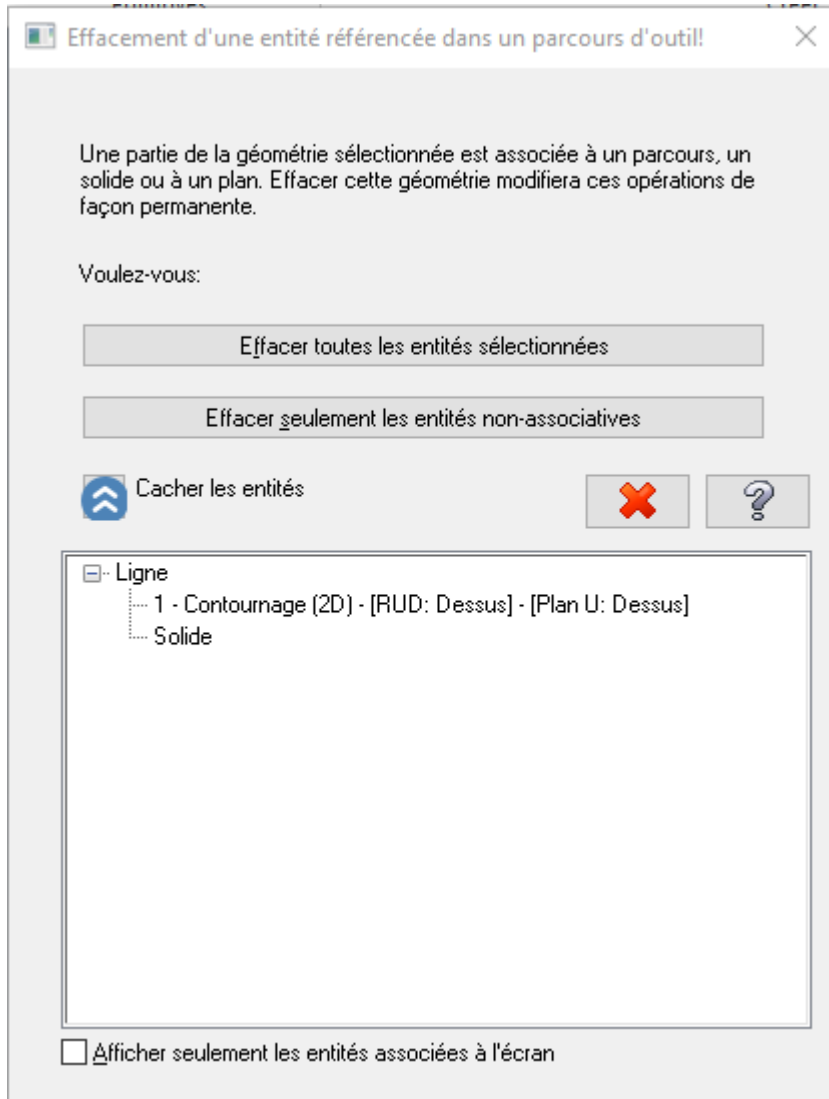 Effacement d'une entité référencée dans un parcours d'outil!
Une partie de la géométrie sélectionnée est associée à un parcours, un
solide ou à un plan. Effacer cette géométrie modifiera ces opérations de
façon permanente.
Voulez-vous:
Effacer toutes les entités sélectionnées
Effacer seulement les entités non-associatives
Cacher les entités
Ligne
1 - Contournage (2D) - [RUD: Dessus] - [Plan U: Dessus]
Solide
Afficher seulement les entités associées à l'écran